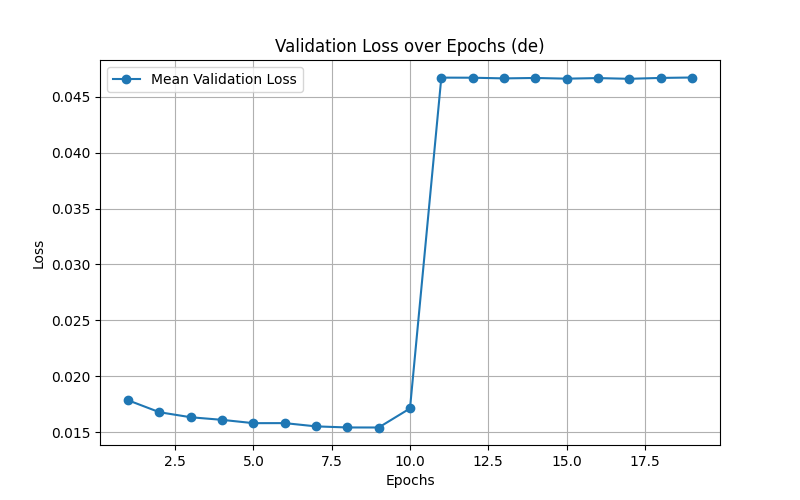 Validation Loss over Epochs (de)
Mean Validation Loss
0.045
0.040
0.035
0.030
0.025
0.020
0.015
Loss
2.5 5.0 7.5 10.0 12.5 15.0 17.5
Epochs